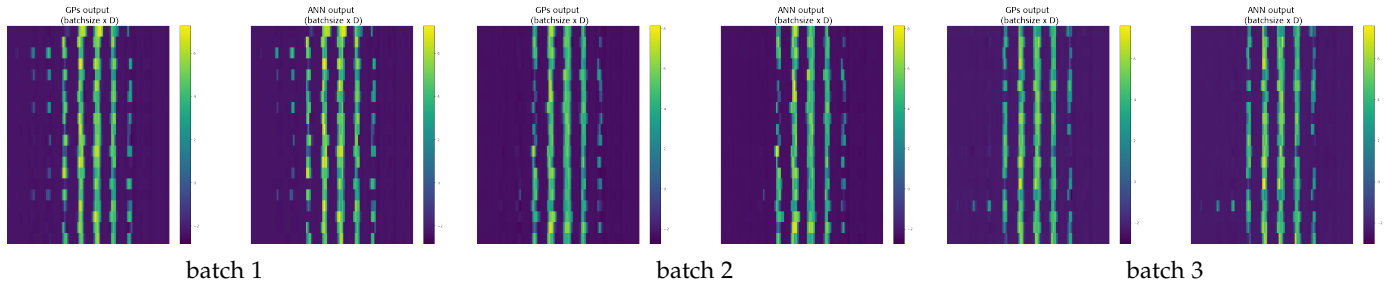 GPs output
(batchsize x D)
ANN output
(batchsize x D)
GPs output
(batchsize x D)
ANN output
(batchsize x D)
GPs output
(batchsize x D)
ANN output
(batchsize x D)
batch 1
batch 2
batch 3